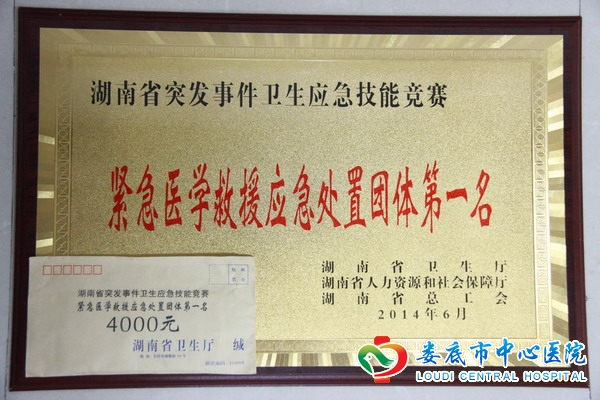 湖南省突发事件卫生应急技能竞赛
紧急医学救援应急处置团体第一名
湖南省卫生厅
湖南省人力资源和社会保障厅
湖南省总工会
2014年6月
湖南省突发事件卫生应急技能竞赛
紧急医学救援应急处置团体第一名
4000元
湖南省卫生厅 缄
娄底市中心医院
LOUDI CENTRAL HOSPITAL